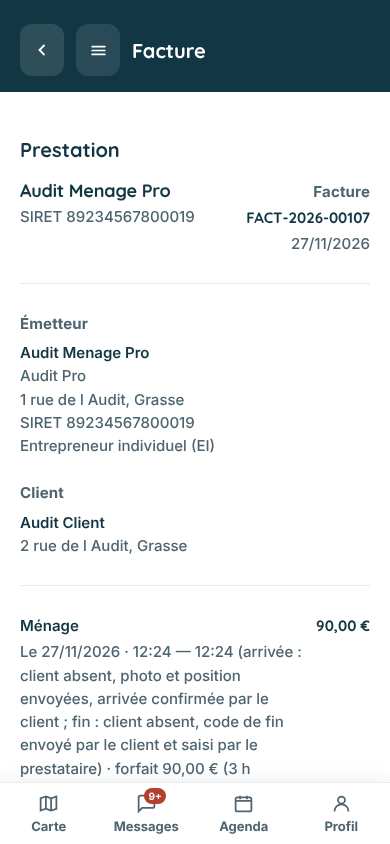 Facture
Prestation
Audit Menage Pro
Facture
SIRET 89234567800019
FACT-2026-00107
27/11/2026
Émetteur
Audit Menage Pro
Audit Pro
1 rue de l Audit, Grasse
SIRET 89234567800019
Entrepreneur individuel (EI)
Client
Audit Client
2 rue de l Audit, Grasse
Ménage
90,00 €
Le 27/11/2026 · 12:24 — 12:24 (arrivée :
client absent, photo et position
envoyées, arrivée confirmée par le
client ; fin : client absent, code de fin
envoyé par le client et saisi par le
prestataire) · forfait 90,00 € (3 h
9+
Carte
Messages
Agenda
Profil